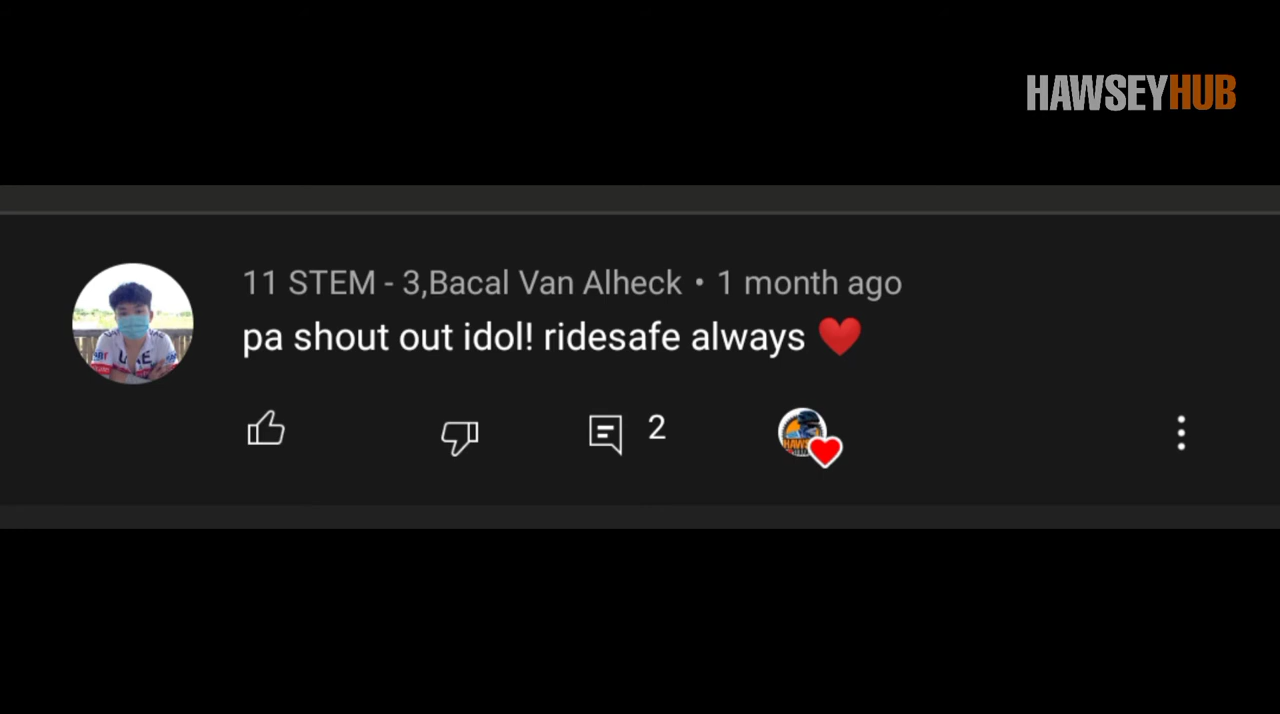 HAWSEYHUB
11 STEM - 3,Bacal Van Alheck • 1 month ago
pa shout out idol! ridesafe always ❤️
2